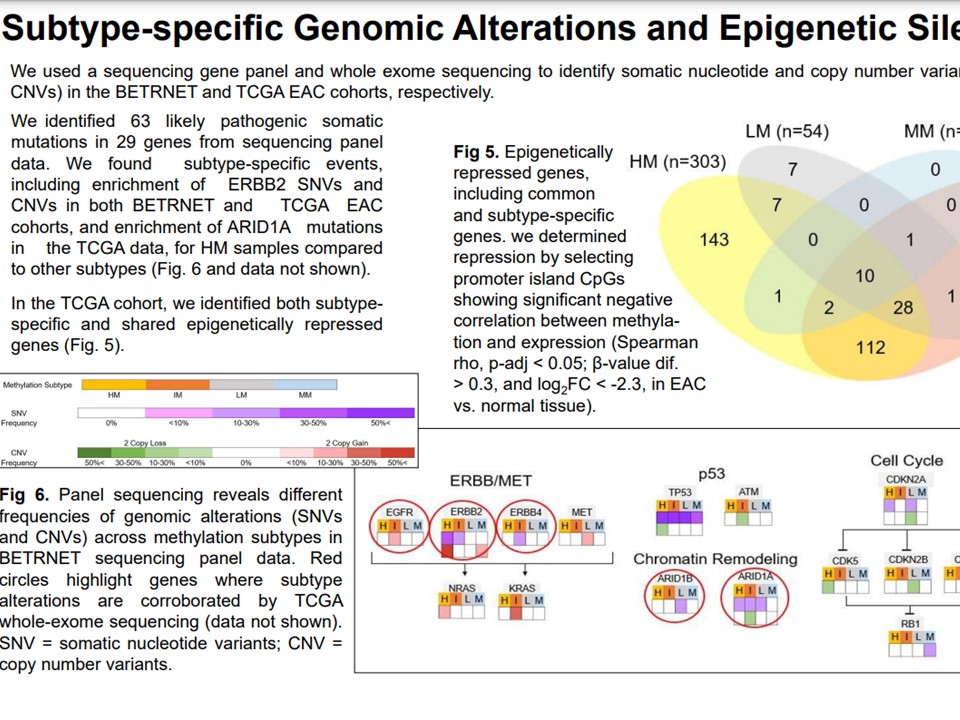 Subtype-specific Genomic Alterations and Epigenetic Sile
We used a sequencing gene panel and whole exome sequencing to identify somatic nucleotide and copy number varian
CNVs) in the BETRNET and TCGA EAC cohorts, respectively.
We identified 63 likely pathogenic somatic
mutations in 29 genes from sequencing panel
data. We found subtype-specific events,
including enrichment of ERBB2 SNVs and
CNVs in both BETRNET and TCGA EAC
cohorts, and enrichment of ARID1A mutations
in the TCGA data, for HM samples compared
to other subtypes (Fig. 6 and data not shown).
In the TCGA cohort, we identified both subtype-
specific and shared epigenetically repressed
genes (Fig. 5).
Fig 5. Epigenetically
repressed genes,
including common
and subtype-specific
genes. we determined
repression by selecting
promoter island CpGs
showing significant negative
correlation between methyla-
tion and expression (Spearman
rho, p-adj < 0.05; β-value dif.
> 0.3, and log2FC < -2.3, in EAC
vs. normal tissue).
LM (n=54)
MM (n=
HM (n=303)
7
0
7
0
0
143
0
1
10
1
2
28
1
112
Methylation Subtype
HM IM LM MM
SNV
Frequency
0% <10% 10-30% 30-50% 50%<
2 Copy Loss 2 Copy Gain
CNV
Frequency
50%< 30-50% 10-30% <10% 0% <10% 10-30% 30-50% 50%<
Fig 6. Panel sequencing reveals different
frequencies of genomic alterations (SNVs
and CNVs) across methylation subtypes in
BETRNET sequencing panel data. Red
circles highlight genes where subtype
alterations are corroborated by TCGA
whole-exome sequencing (data not shown).
SNV = somatic nucleotide variants; CNV =
copy number variants.
ERBB/MET
EGFR
H I L M
ERBB2
H I L M
ERBB4
H I L M
MET
H I L M
NRAS
H I L M
KRAS
H I L M
p53
TP53
H I L M
ATM
H I L M
Chromatin Remodeling
ARID1B
H I L M
ARID1A
H I L M
Cell Cycle
CDKN2A
H I L M
CDK5
H I L M
CDKN2B
H I L M
C
H
RB1
H I L M